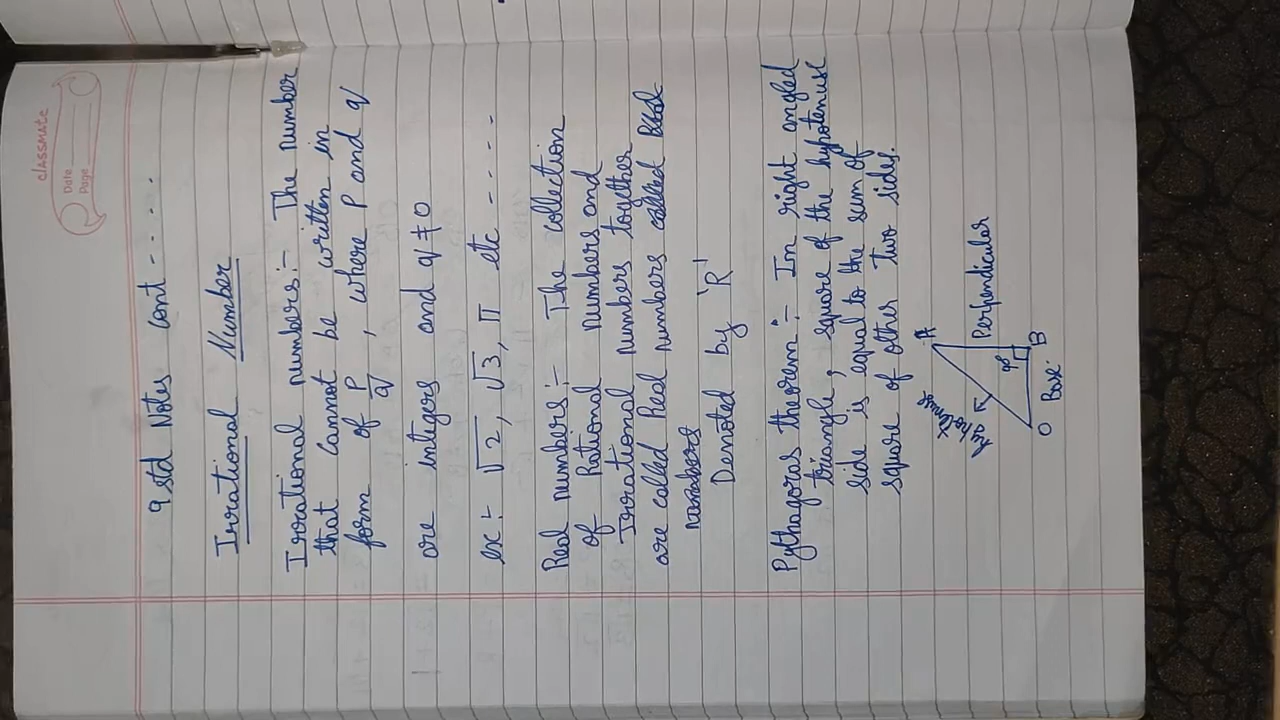 classmate
Date
Page
9 std Notes cont -----
Irrational Number
Irrational numbers:- The number
that cannot be written in
form of P/q, where P and q
are integers and q ≠ 0
ex:- √2, √3, π etc -----
Real numbers:- The collection
of Rational numbers and
Irrational numbers together
are called Real numbers called Real
numbers
Denoted by 'R'
Pythagoras theorem:- In right angled
triangle, square of the hypotenuse
side is equal to the sum of
square of other two sides.
A
Hypotenuse
Perpendicular
90°
O
B
Base